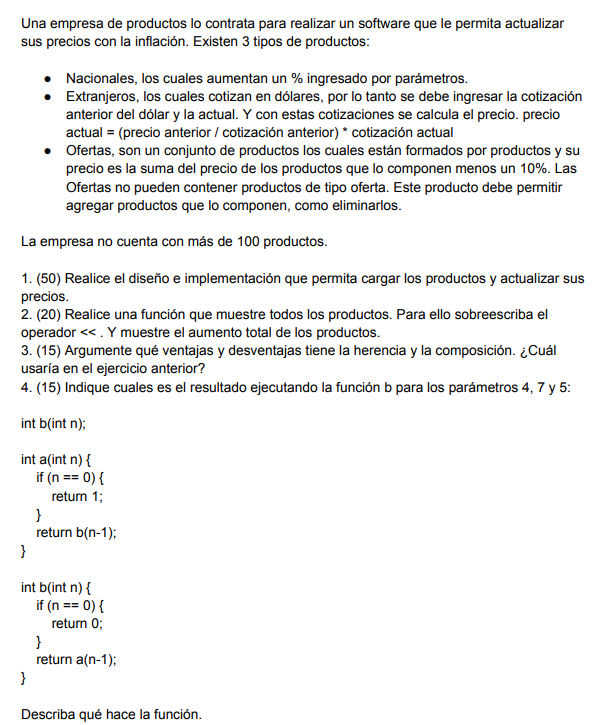 Una empresa de productos lo contrata para realizar un software que le permita actualizar
sus precios con la inflación. Existen 3 tipos de productos:
● Nacionales, los cuales aumentan un % ingresado por parámetros.
● Extranjeros, los cuales cotizan en dólares, por lo tanto se debe ingresar la cotización
anterior del dólar y la actual. Y con estas cotizaciones se calcula el precio. precio
actual = (precio anterior / cotización anterior) * cotización actual
● Ofertas, son un conjunto de productos los cuales están formados por productos y su
precio es la suma del precio de los productos que lo componen menos un 10%. Las
Ofertas no pueden contener productos de tipo oferta. Este producto debe permitir
agregar productos que lo componen, como eliminarlos.
La empresa no cuenta con más de 100 productos.
1. (50) Realice el diseño e implementación que permita cargar los productos y actualizar sus
precios.
2. (20) Realice una función que muestre todos los productos. Para ello sobreescriba el
operador << . Y muestre el aumento total de los productos.
3. (15) Argumente qué ventajas y desventajas tiene la herencia y la composición. ¿Cuál
usaría en el ejercicio anterior?
4. (15) Indique cuales es el resultado ejecutando la función b para los parámetros 4, 7 y 5:
int b(int n);
int a(int n) {
if (n == 0) {
return 1;
}
return b(n-1);
}
int b(int n) {
if (n == 0) {
return 0;
}
return a(n-1);
}
Describa qué hace la función.